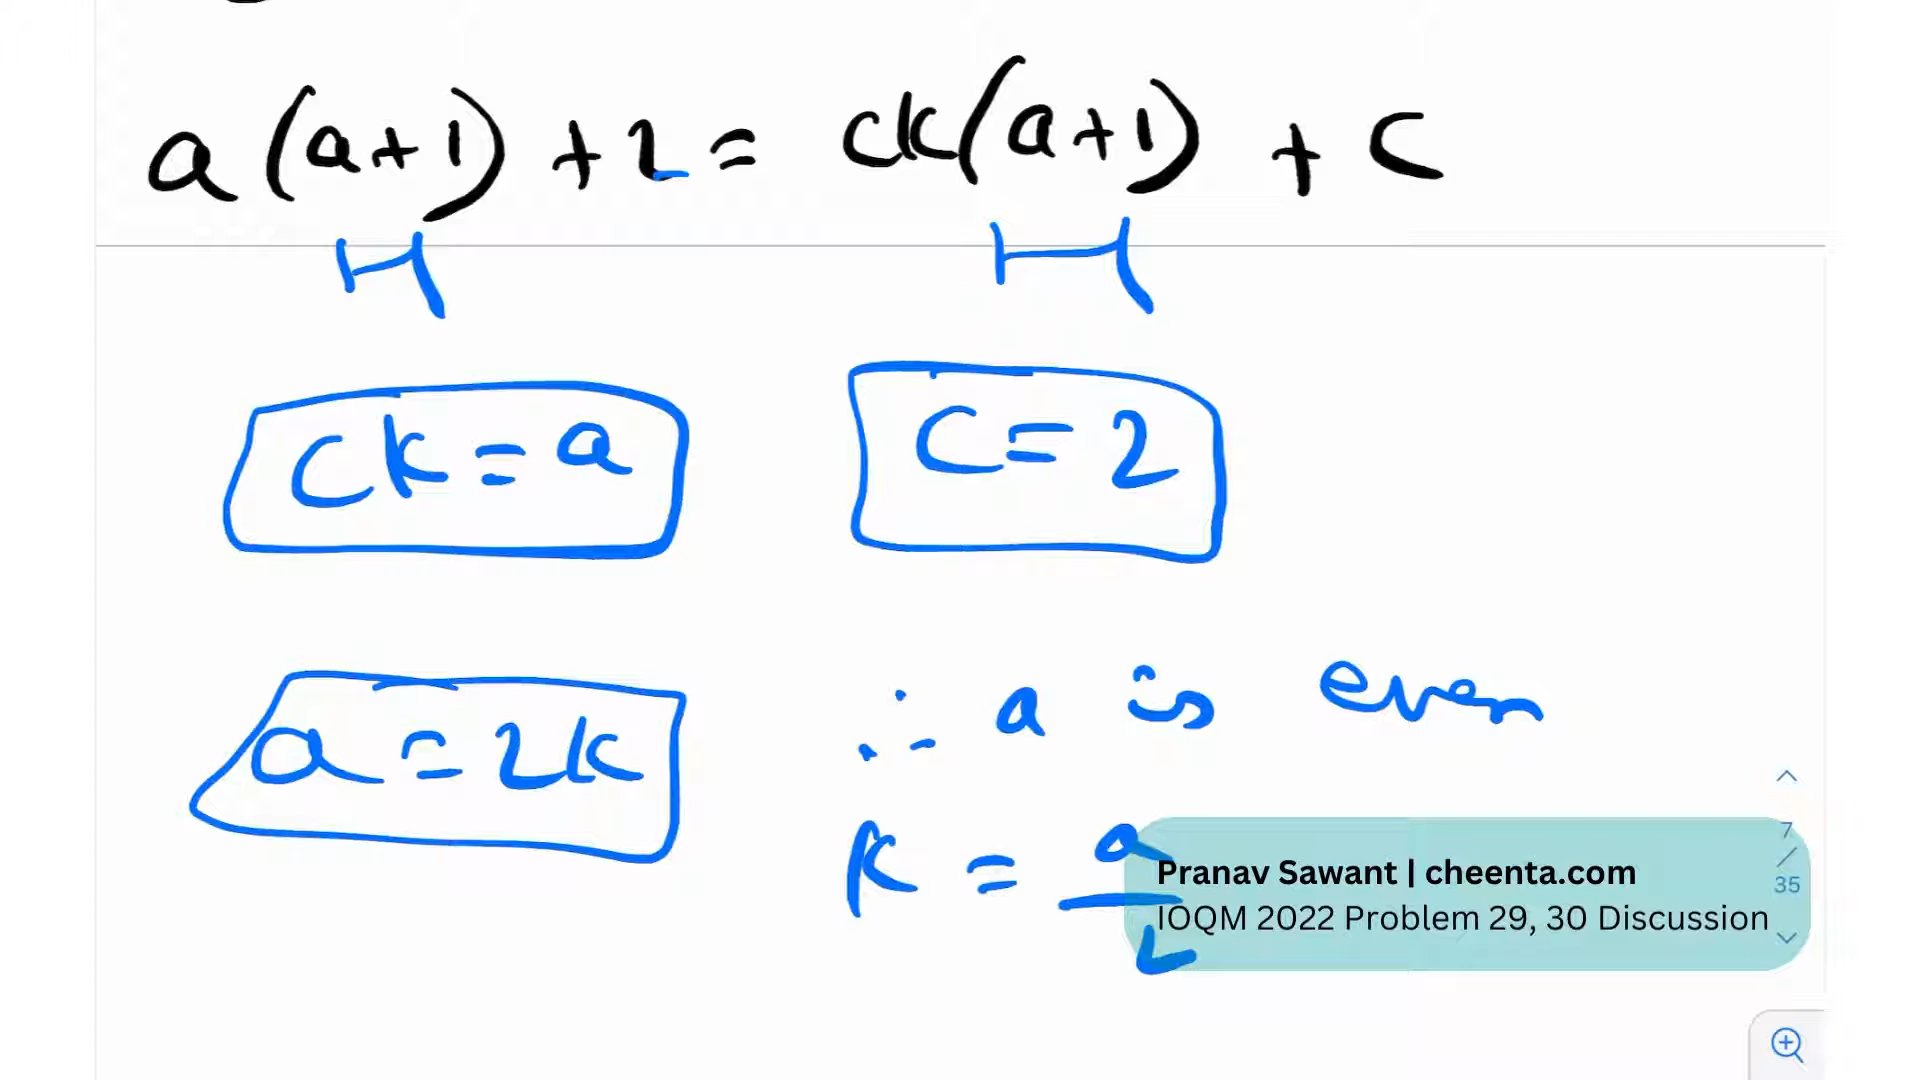 a(a+1)+2 = ck(a+1) + c
ck = a
c = 2
a = 2k
∴ a is even
k = a/2
7
/
35
Pranav Sawant | cheenta.com
IOQM 2022 Problem 29, 30 Discussion